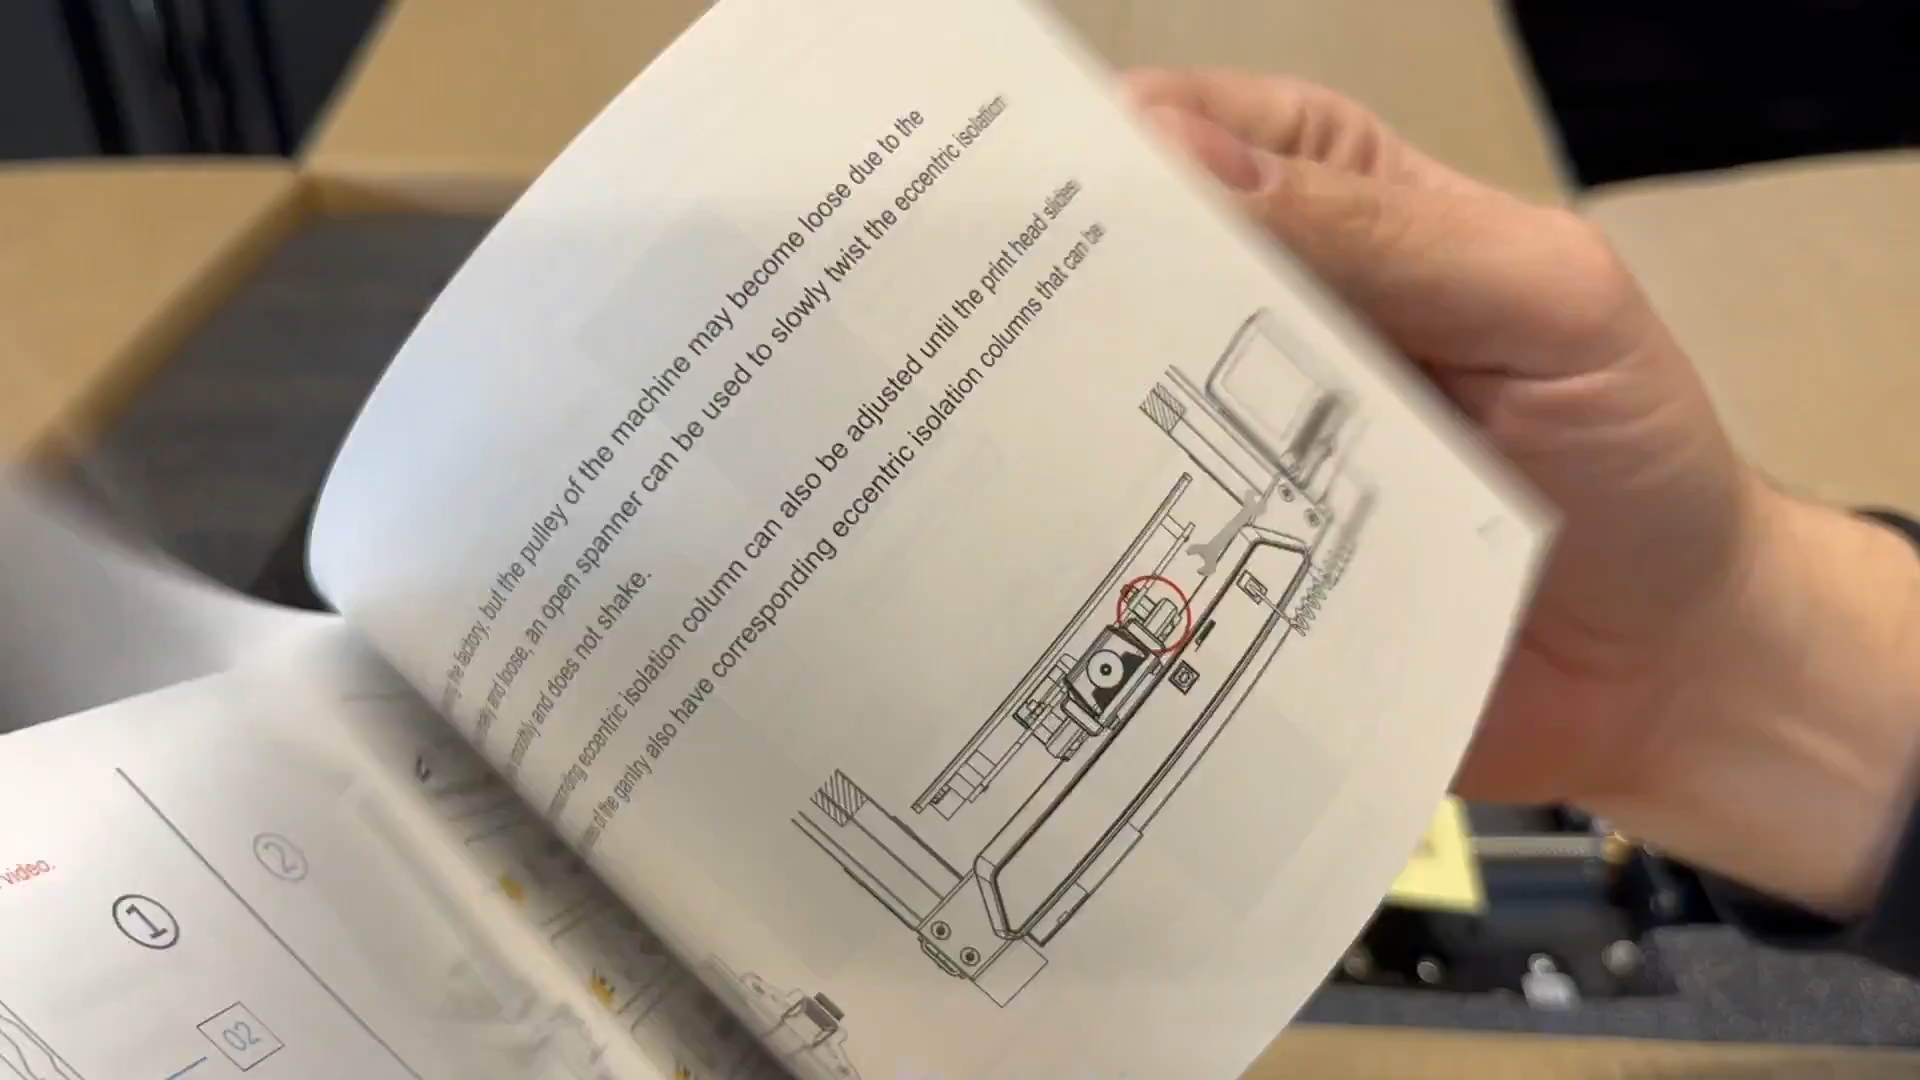 the factory, but the pulley of the machine may become loose due to the
and loose, an open spanner can be used to slowly twist the eccentric isolation
smoothly and does not shake.
eccentric isolation column can also be adjusted until the print head slides
of the gantry also have corresponding eccentric isolation columns that can be
video.
1
2
02